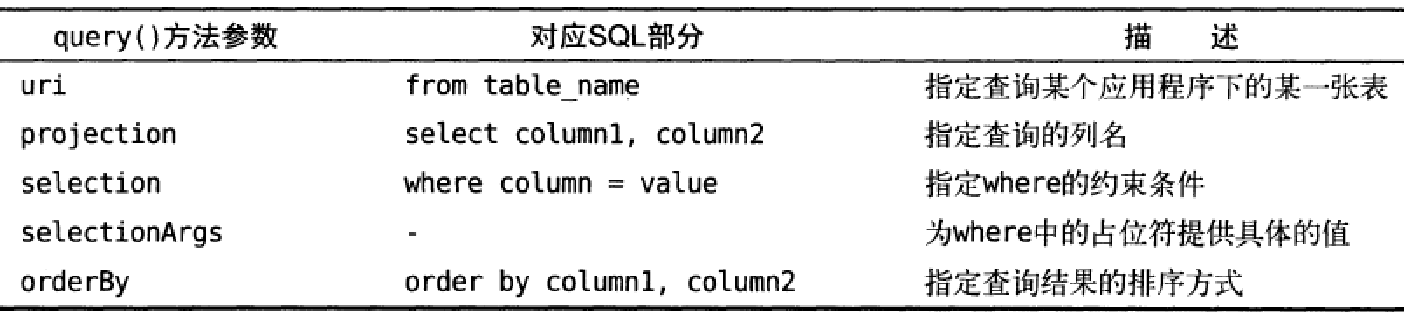 query()方法参数 对应SQL部分 描 述
uri from table_name 指定查询某个应用程序下的某一张表
projection select column1, column2 指定查询的列名
selection where column = value 指定where的约束条件
selectionArgs - 为where中的占位符提供具体的值
orderBy order by column1, column2 指定查询结果的排序方式